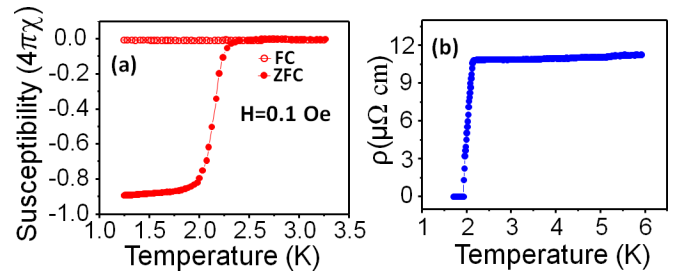 Susceptibility (4πχ)
0.0
-0.2
-0.4
-0.6
-0.8
-1.0
(a)
FC
ZFC
H=0.1 Oe
1.0 1.5 2.0 2.5 3.0 3.5
Temperature (K)
ρ(μΩ cm)
12
9
6
3
0
(b)
1 2 3 4 5 6
Temperature (K)